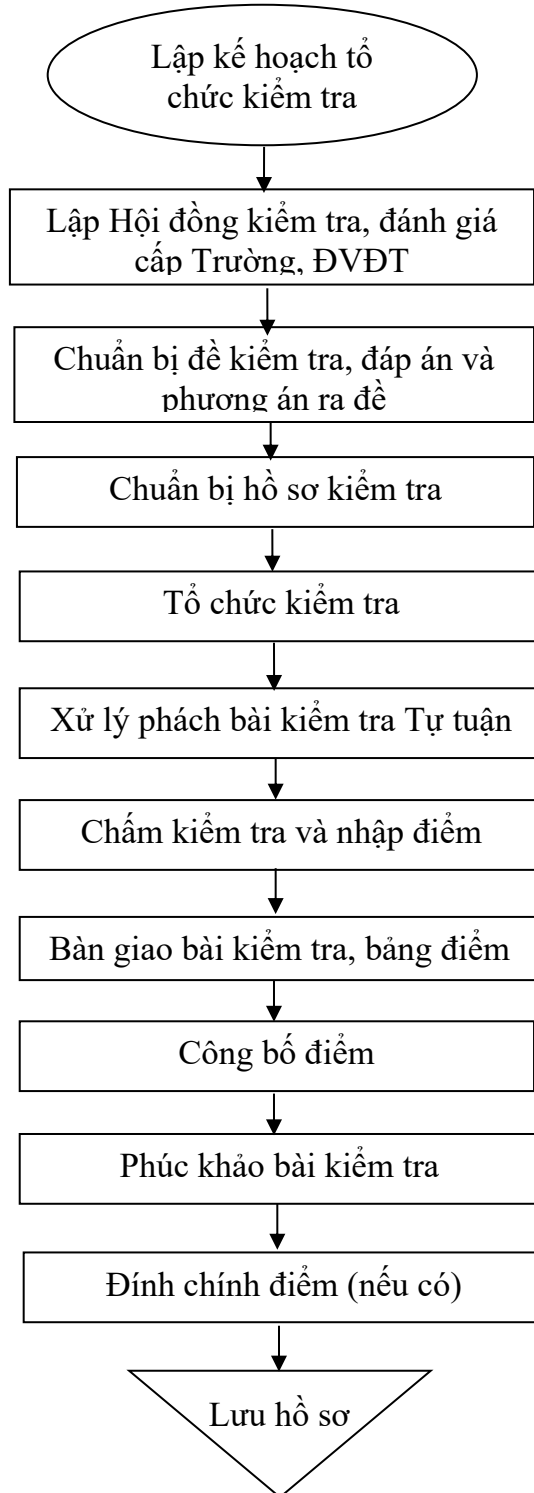 Lập kế hoạch tổ
chức kiểm tra
Lập Hội đồng kiểm tra, đánh giá
cấp Trường, ĐVĐT
Chuẩn bị đề kiểm tra, đáp án và
phương án ra đề
Chuẩn bị hồ sơ kiểm tra
Tổ chức kiểm tra
Xử lý phách bài kiểm tra Tự tuận
Chấm kiểm tra và nhập điểm
Bàn giao bài kiểm tra, bảng điểm
Công bố điểm
Phúc khảo bài kiểm tra
Đính chính điểm (nếu có)
Lưu hồ sơ